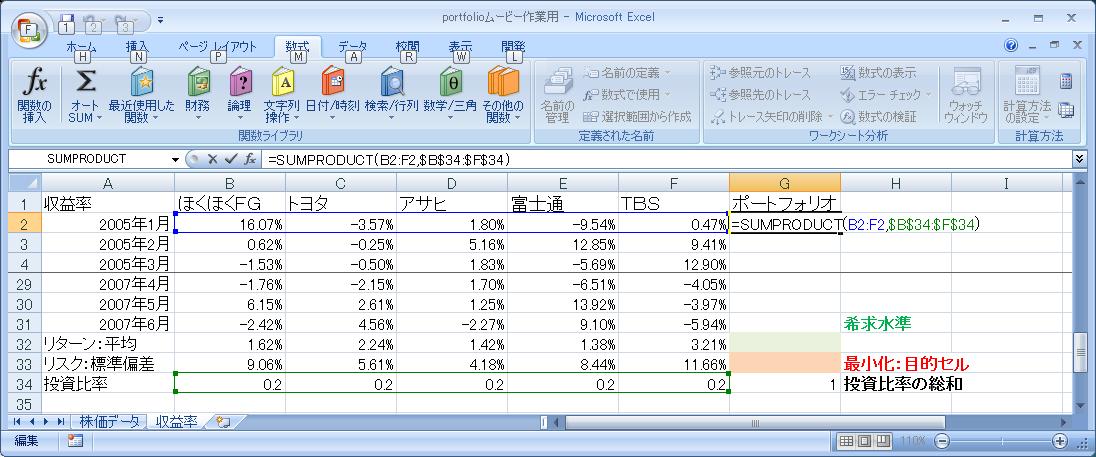 portfolioムービー作業用 - Microsoft Excel
F 1 2 3
ホーム 挿入 ページ レイアウト 数式 データ 校閲 表示 開発
H N P M A R W L
関数の挿入 オート SUM 最近使用した関数 財務 論理 文字列操作 日付/時刻 検索/行列 数学/三角 その他の関数
名前の管理 名前の定義 数式で使用 選択範囲から作成
参照元のトレース 参照先のトレース トレース矢印の削除 数式の表示 エラー チェック 数式の検証 ウォッチ ウィンドウ
計算方法の設定
関数ライブラリ 定義された名前 ワークシート分析 計算方法
SUMPRODUCT fx =SUMPRODUCT(B2:F2,$B$34:$F$34)
A B C D E F G H I
1 収益率 ほくほくFG トヨタ アサヒ 富士通 TBS ポートフォリオ
2 2005年1月 16.07% -3.57% 1.80% -9.54% 0.47% =SUMPRODUCT(B2:F2,$B$34:$F$34)
3 2005年2月 0.62% -0.25% 5.16% 12.85% 9.41%
4 2005年3月 -1.53% -0.50% 1.83% -5.69% 12.90%
29 2007年4月 -1.76% -2.15% 1.70% -6.51% -4.05%
30 2007年5月 6.15% 2.61% 1.25% 13.92% -3.97%
31 2007年6月 -2.42% 4.56% -2.27% 9.10% -5.94% 希求水準
32 リターン:平均 1.62% 2.24% 1.42% 1.38% 3.21%
33 リスク:標準偏差 9.06% 5.61% 4.18% 8.44% 11.66% 最小化:目的セル
34 投資比率 0.2 0.2 0.2 0.2 0.2 1 投資比率の総和
35
株価データ 収益率
編集 110%